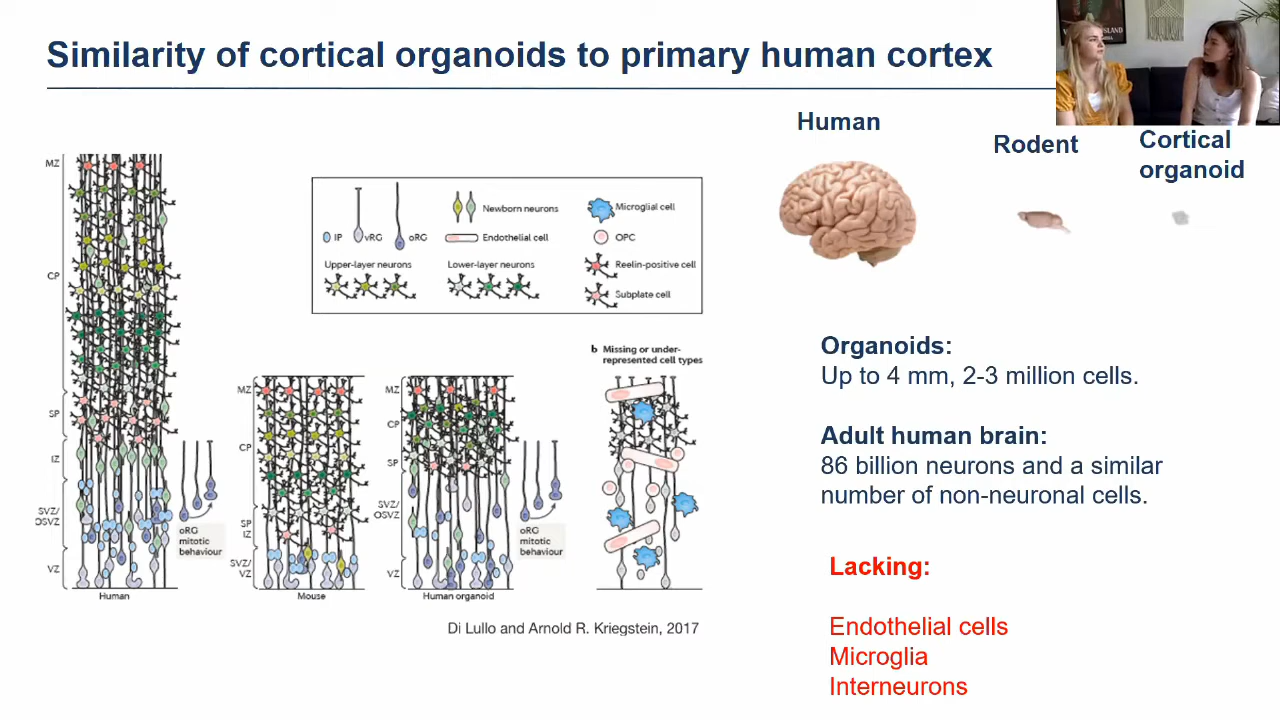 Similarity of cortical organoids to primary human cortex
Human
Rodent
Cortical
organoid
MZ
CP
SP
IZ
SVZ/
OSVZ
VZ
oRG
mitotic
behaviour
Human
IP
vRG
oRG
Newborn neurons
Endothelial cell
Upper-layer neurons
Lower-layer neurons
Microglial cell
OPC
Reelin-positive cell
Subplate cell
MZ
CP
SP
IZ
SVZ/
VZ
Mouse
MZ
CP
SP
SVZ/
OSVZ
VZ
oRG
mitotic
behaviour
Human organoid
b Missing or under-
represented cell types
Di Lullo and Arnold R. Kriegstein, 2017
Organoids:
Up to 4 mm, 2-3 million cells.
Adult human brain:
86 billion neurons and a similar
number of non-neuronal cells.
Lacking:
Endothelial cells
Microglia
Interneurons